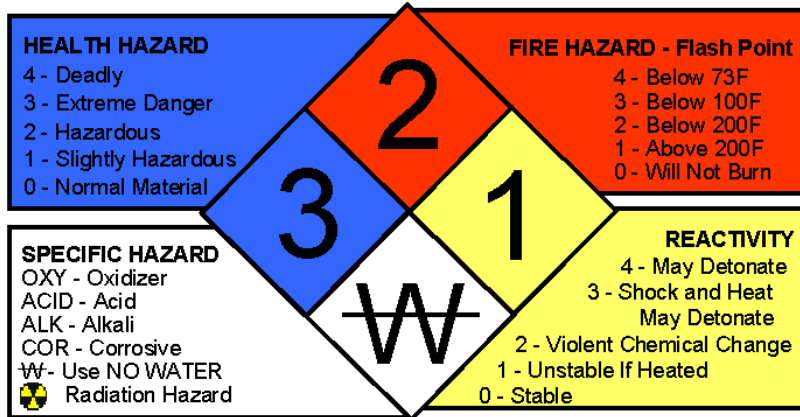 HEALTH HAZARD
4 - Deadly
3 - Extreme Danger
2 - Hazardous
1 - Slightly Hazardous
0 - Normal Material
FIRE HAZARD - Flash Point
4 - Below 73F
3 - Below 100F
2 - Below 200F
1 - Above 200F
0 - Will Not Burn
2
3
1
W
SPECIFIC HAZARD
OXY - Oxidizer
ACID - Acid
ALK - Alkali
COR - Corrosive
W - Use NO WATER
Radiation Hazard
REACTIVITY
4 - May Detonate
3 - Shock and Heat
May Detonate
2 - Violent Chemical Change
1 - Unstable If Heated
0 - Stable